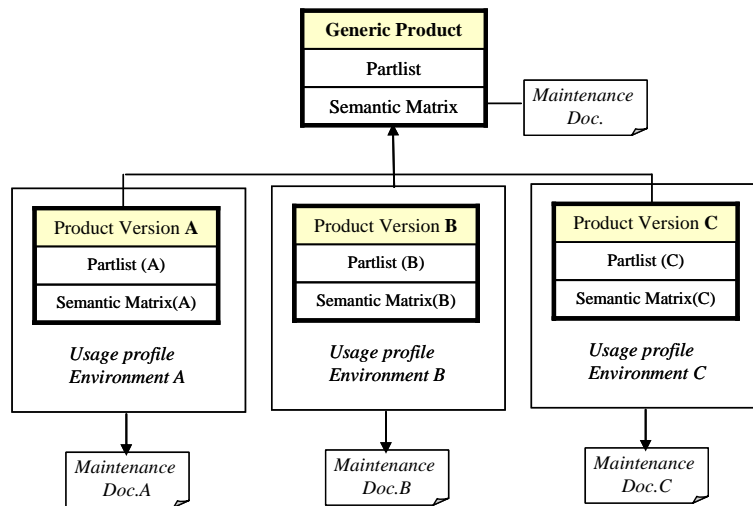 Generic Product
Partlist
Semantic Matrix
Maintenance
Doc.
Product Version A
Partlist (A)
Semantic Matrix(A)
Usage profile
Environment A
Product Version B
Partlist (B)
Semantic Matrix(B)
Usage profile
Environment B
Product Version C
Partlist (C)
Semantic Matrix(C)
Usage profile
Environment C
Maintenance
Doc.A
Maintenance
Doc.B
Maintenance
Doc.C